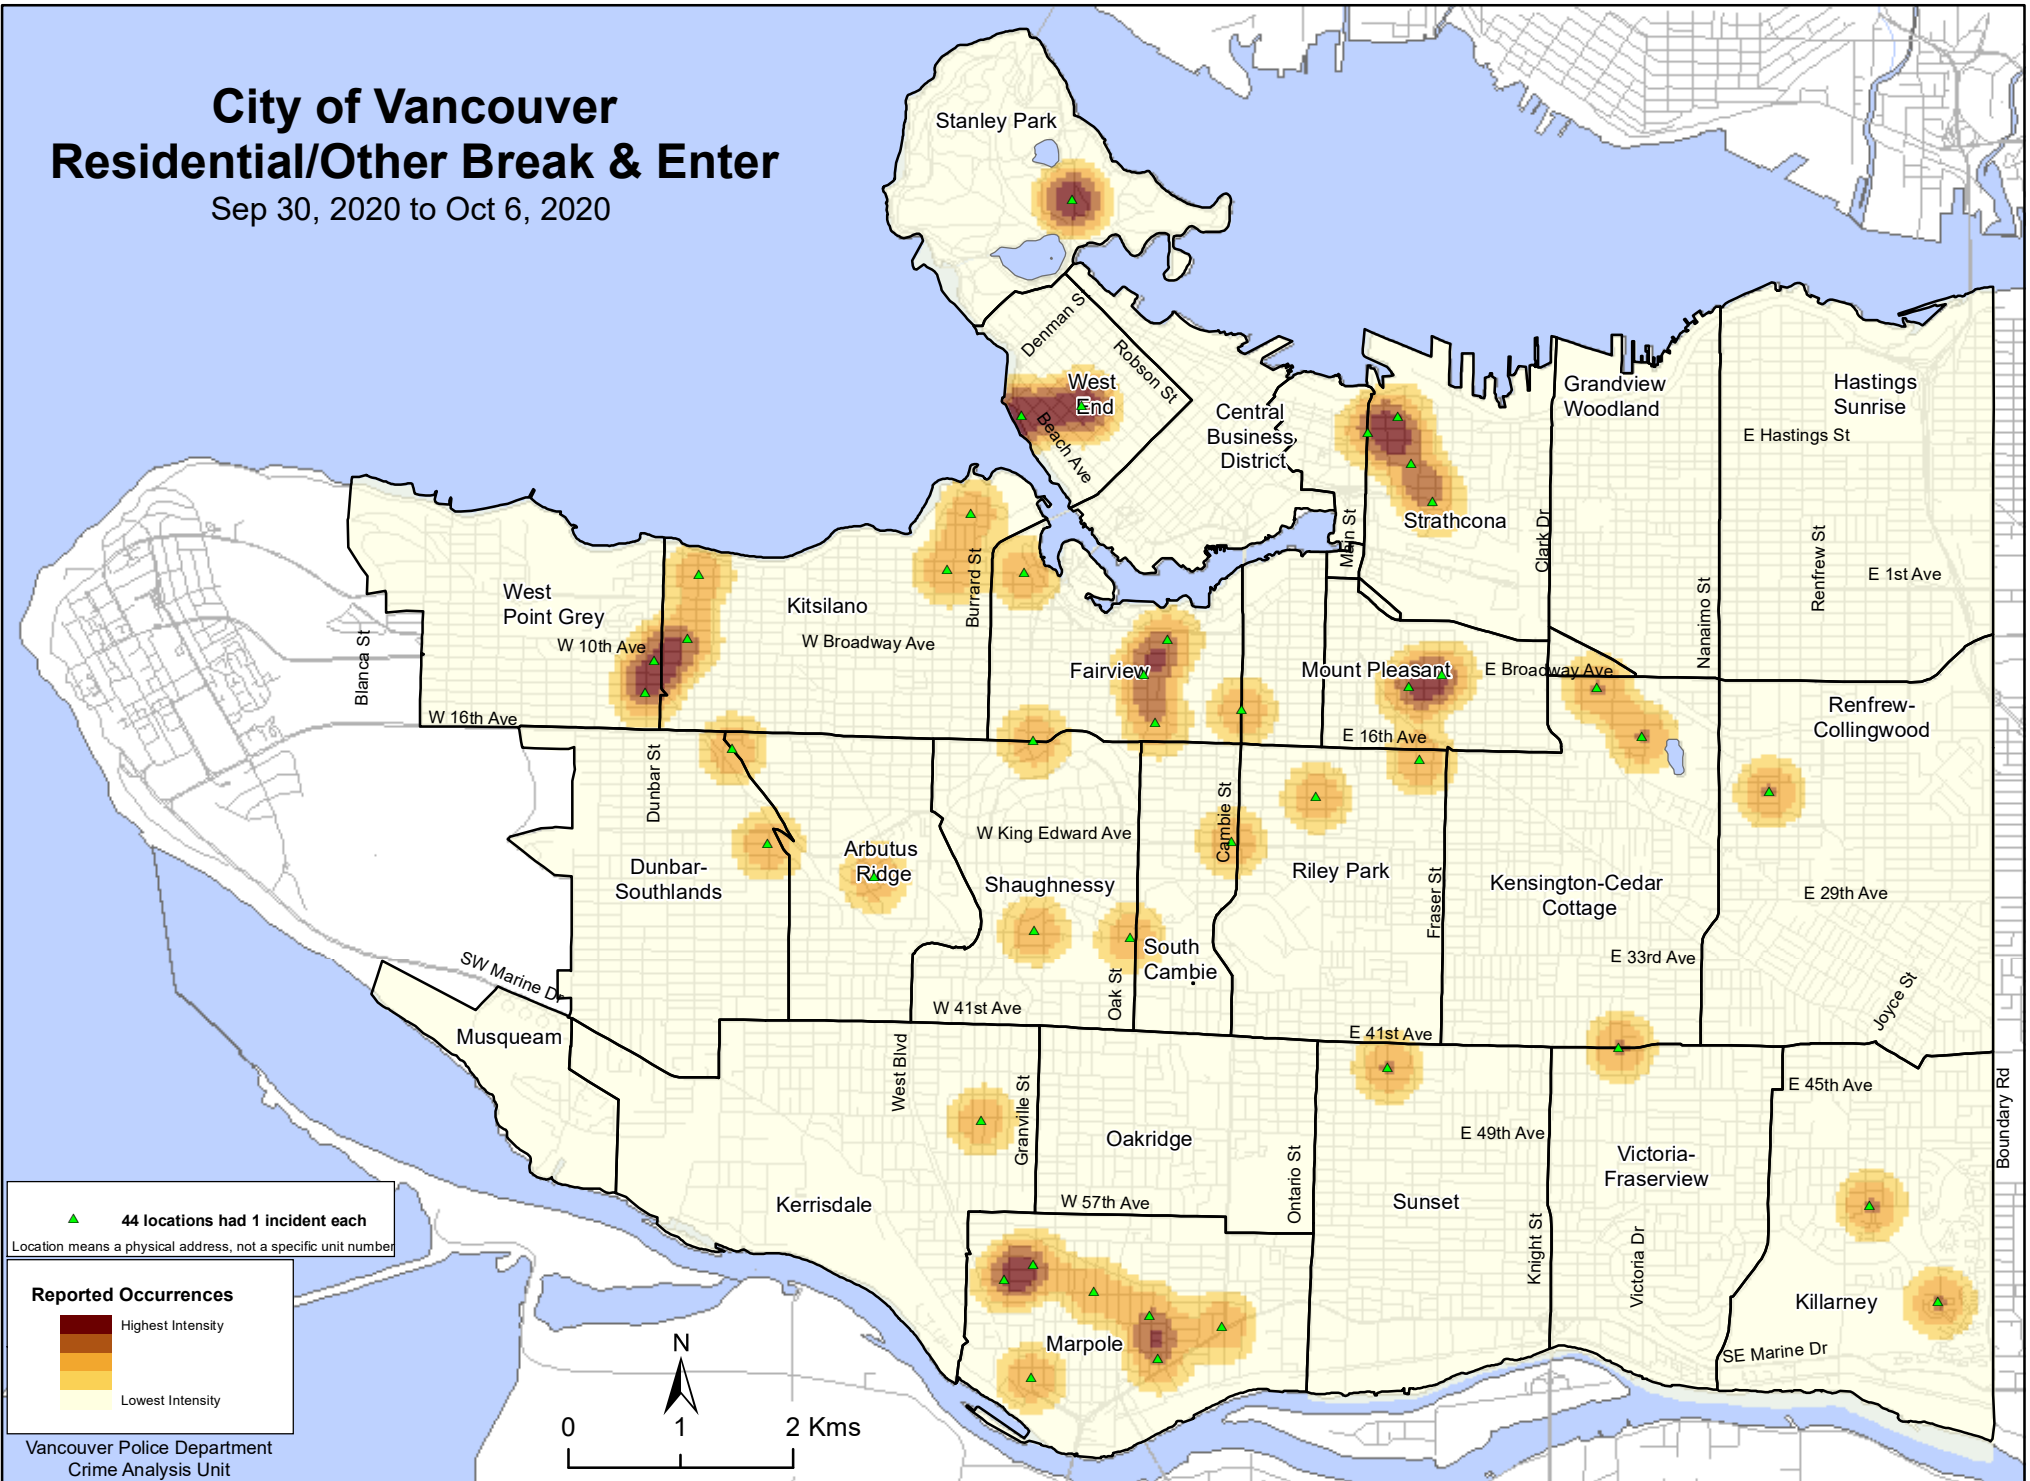 City of Vancouver
Residential/Other Break & Enter
Sep 30, 2020 to Oct 6, 2020
Stanley Park
Denman S
Robson St
West
End
Beach Ave
Central
Business
District
Grandview
Woodland
Hastings
Sunrise
E Hastings St
Strathcona
Main St
Clark Dr
Nanaimo St
Renfrew St
E 1st Ave
West
Point Grey
W 10th Ave
Blanca St
W 16th Ave
Kitsilano
W Broadway Ave
Burrard St
Fairview
Mount Pleasant
E Broadway Ave
E 16th Ave
Renfrew-
Collingwood
Dunbar St
Dunbar-
Southlands
Arbutus
Ridge
W King Edward Ave
Shaughnessy
Cambie St
Riley Park
Fraser St
Kensington-Cedar
Cottage
E 29th Ave
E 33rd Ave
South
Cambie
Oak St
W 41st Ave
E 41st Ave
Joyce St
SW Marine Dr
Musqueam
West Blvd
Granville St
Oakridge
E 45th Ave
E 49th Ave
Boundary Rd
Victoria-
Fraserview
Kerrisdale
W 57th Ave
Ontario St
Sunset
Knight St
Victoria Dr
Killarney
Marpole
SE Marine Dr
44 locations had 1 incident each
Location means a physical address, not a specific unit number
Reported Occurrences
Highest Intensity
Lowest Intensity
Vancouver Police Department
Crime Analysis Unit
N
0 1 2 Kms